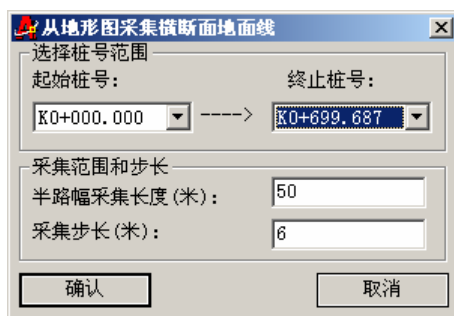 从地形图采集横断面地面线
选择桩号范围
起始桩号: 终止桩号:
K0+000.000 ----> K0+699.687
采集范围和步长
半路幅采集长度(米): 50
采集步长(米): 6
确认 取消